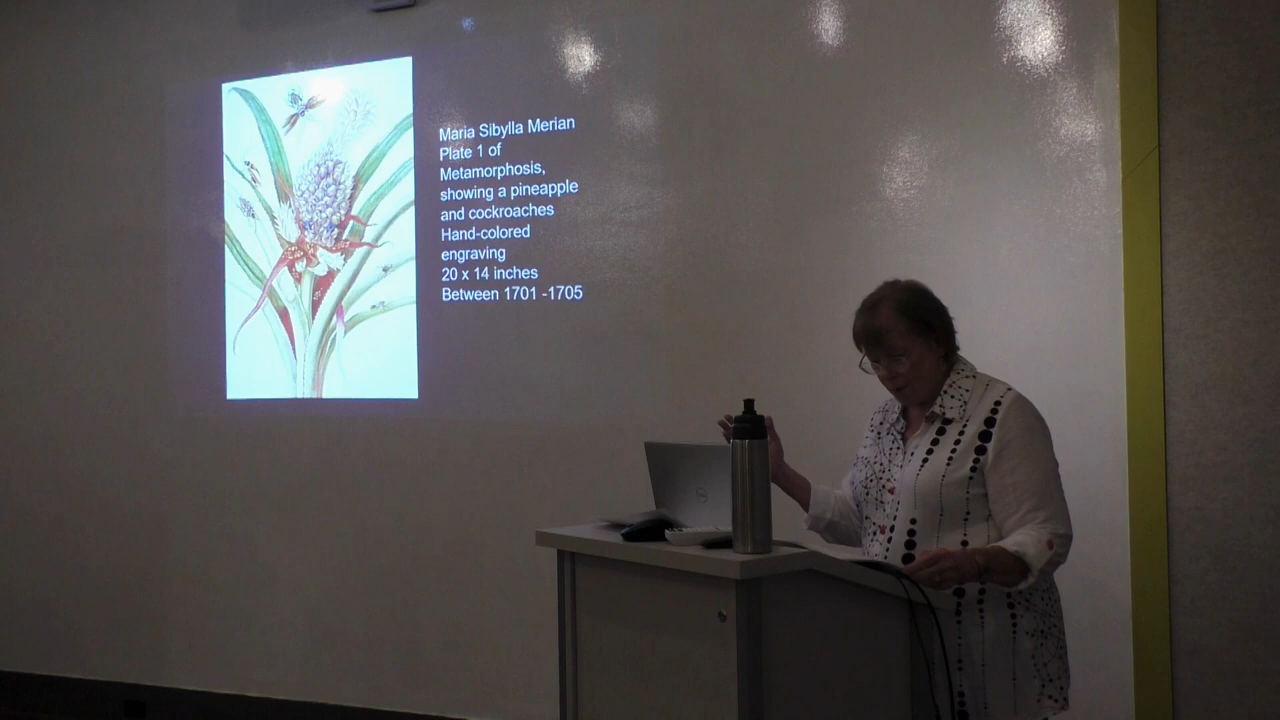 Maria Sibylla Merian
Plate 1 of
Metamorphosis,
showing a pineapple
and cockroaches
Hand-colored
engraving
20 x 14 inches
Between 1701 -1705